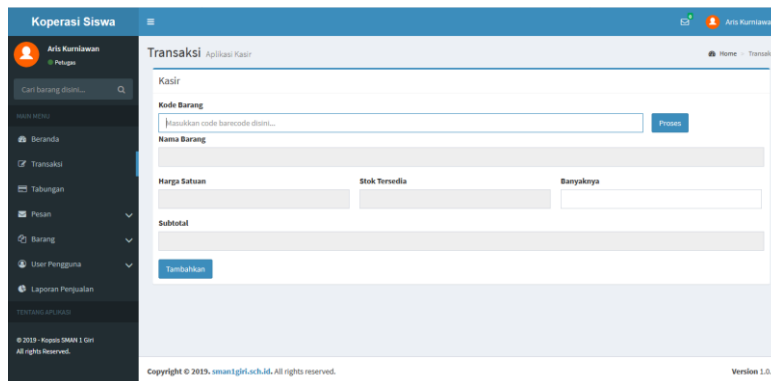 Koperasi Siswa
Aris Kurniawa
Aris Kurniawan
Petugas
Transaksi Aplikasi Kasir
Home
Cari barang disini...
MAIN MENU
Beranda
Transaksi
Tabungan
Pesan
Barang
User Pengguna
Laporan Penjualan
TENTANG APLIKASI
© 2019 - Kopsis SMAN 1 Giri
All rights Reserved.
Kasir
Kode Barang
Masukkan code barecode disini...
Proses
Nama Barang
Harga Satuan
Stok Tersedia
Banyaknya
Subtotal
Tambahkan
Copyright © 2019. sman1giri.sch.id. All rights reserved.
Version 1.0.